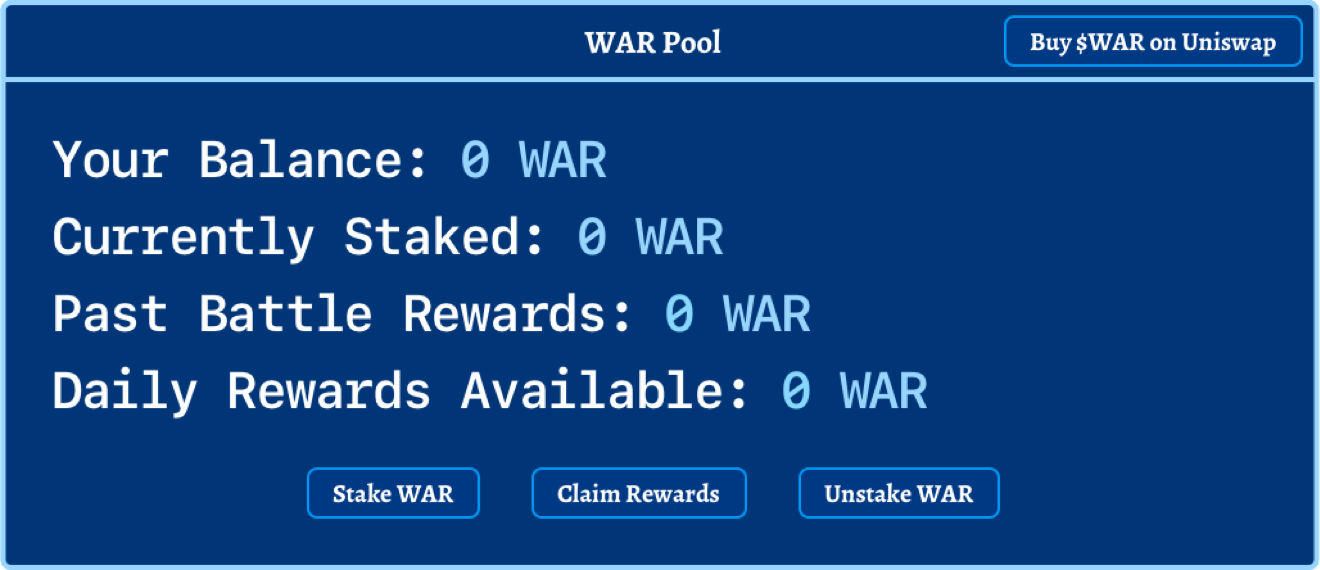 WAR Pool
Buy $WAR on Uniswap
Your Balance: 0 WAR
Currently Staked: 0 WAR
Past Battle Rewards: 0 WAR
Daily Rewards Available: 0 WAR
Stake WAR
Claim Rewards
Unstake WAR